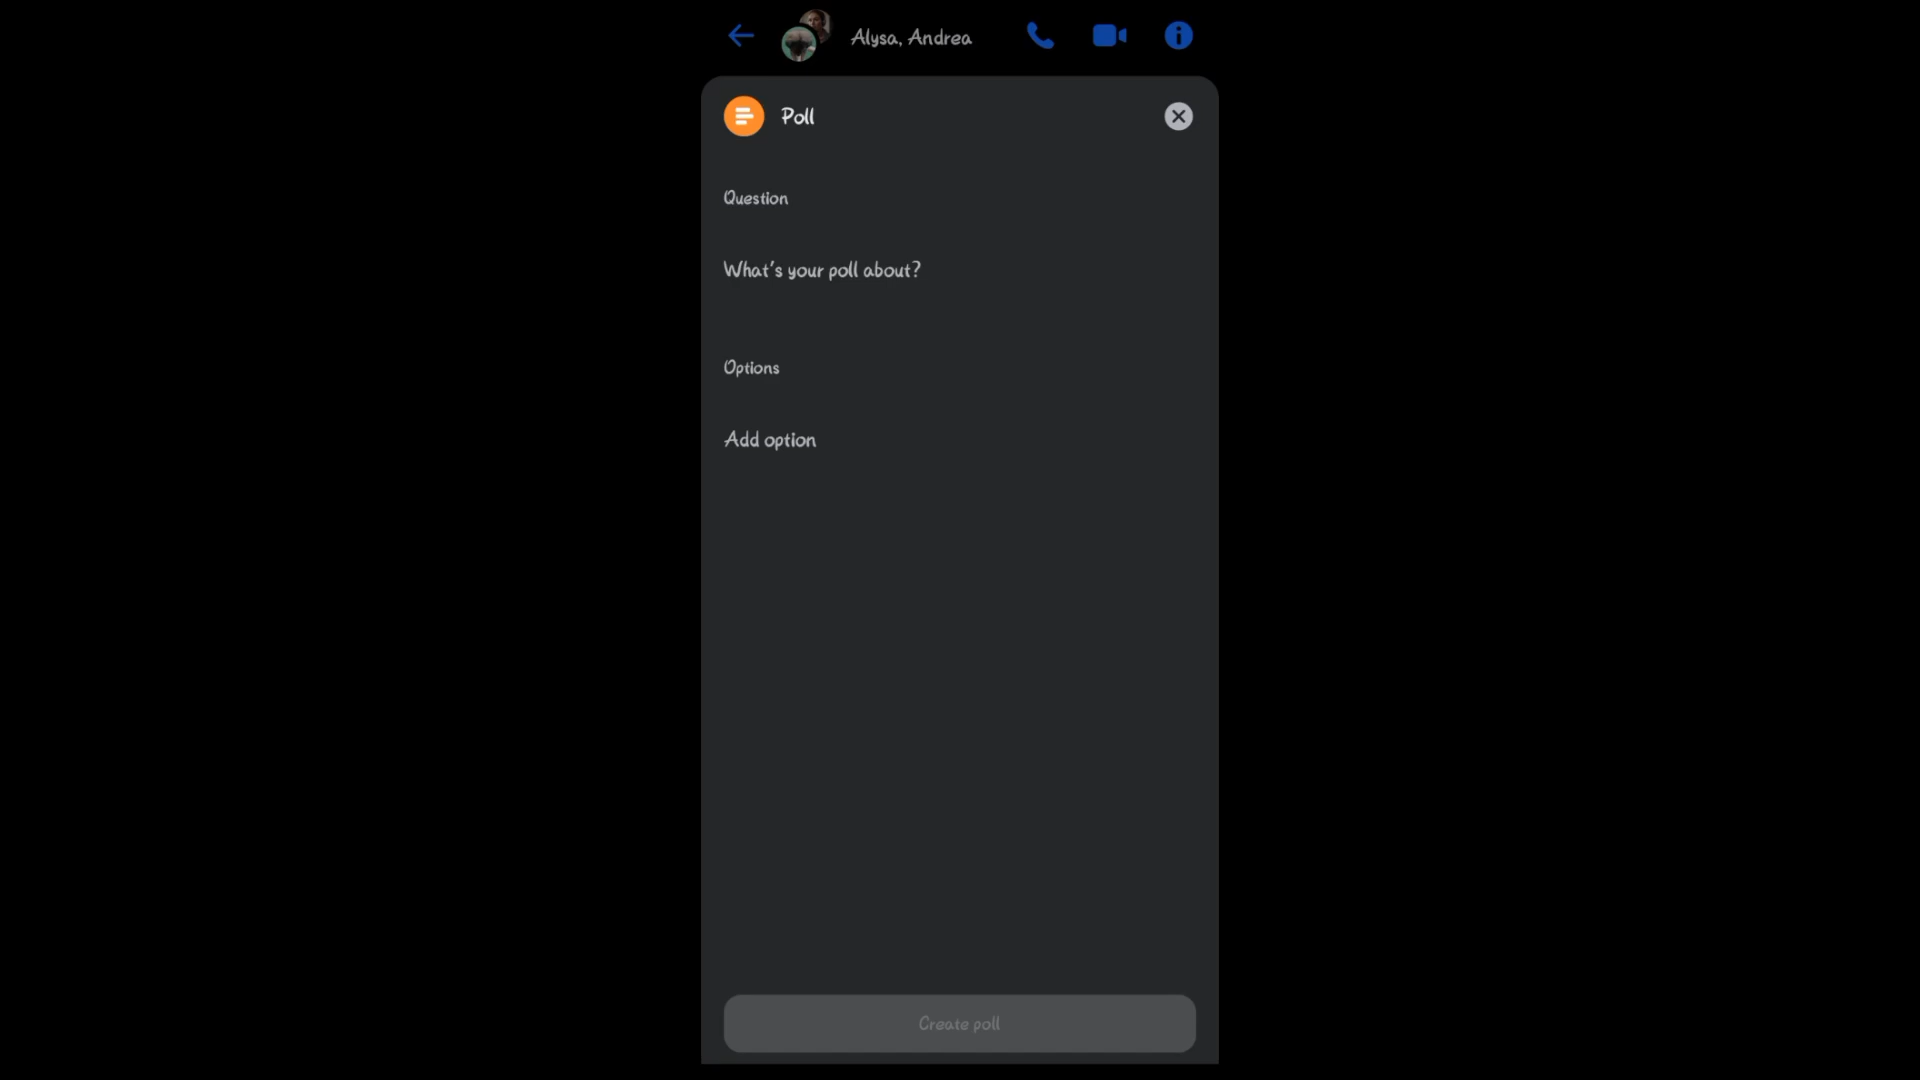 Alysa, Andrea
Poll
Question
What's your poll about?
Options
Add option
Create poll